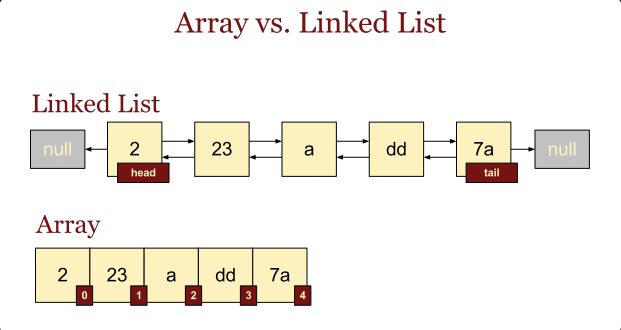 Array vs. Linked List
Linked List
null 2 23 a dd 7a null
head tail
Array
2 23 a dd 7a
0 1 2 3 4